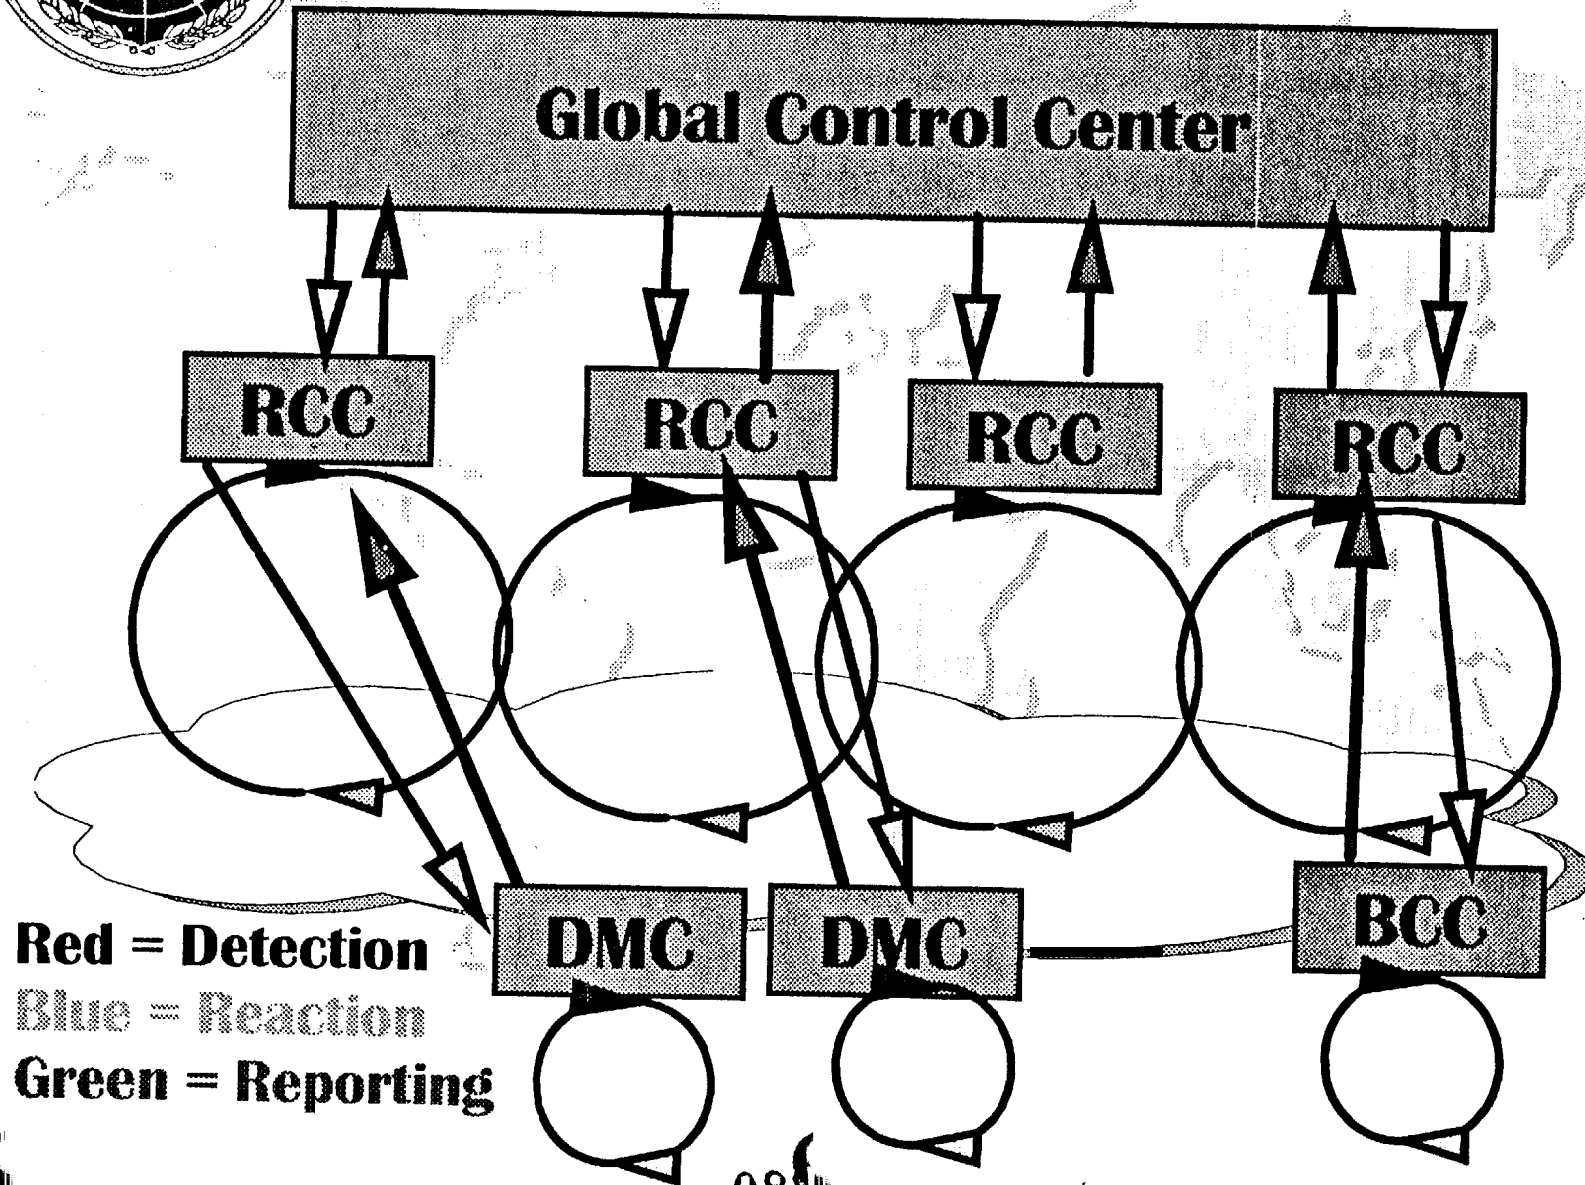 Global Control Center
RCC RCC RCC RCC
DMC DMC BCC
Red = Detection
Blue = Reaction
Green = Reporting